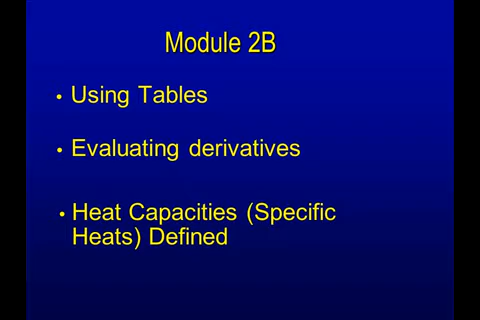 Module 2B
• Using Tables
• Evaluating derivatives
• Heat Capacities (Specific
Heats) Defined